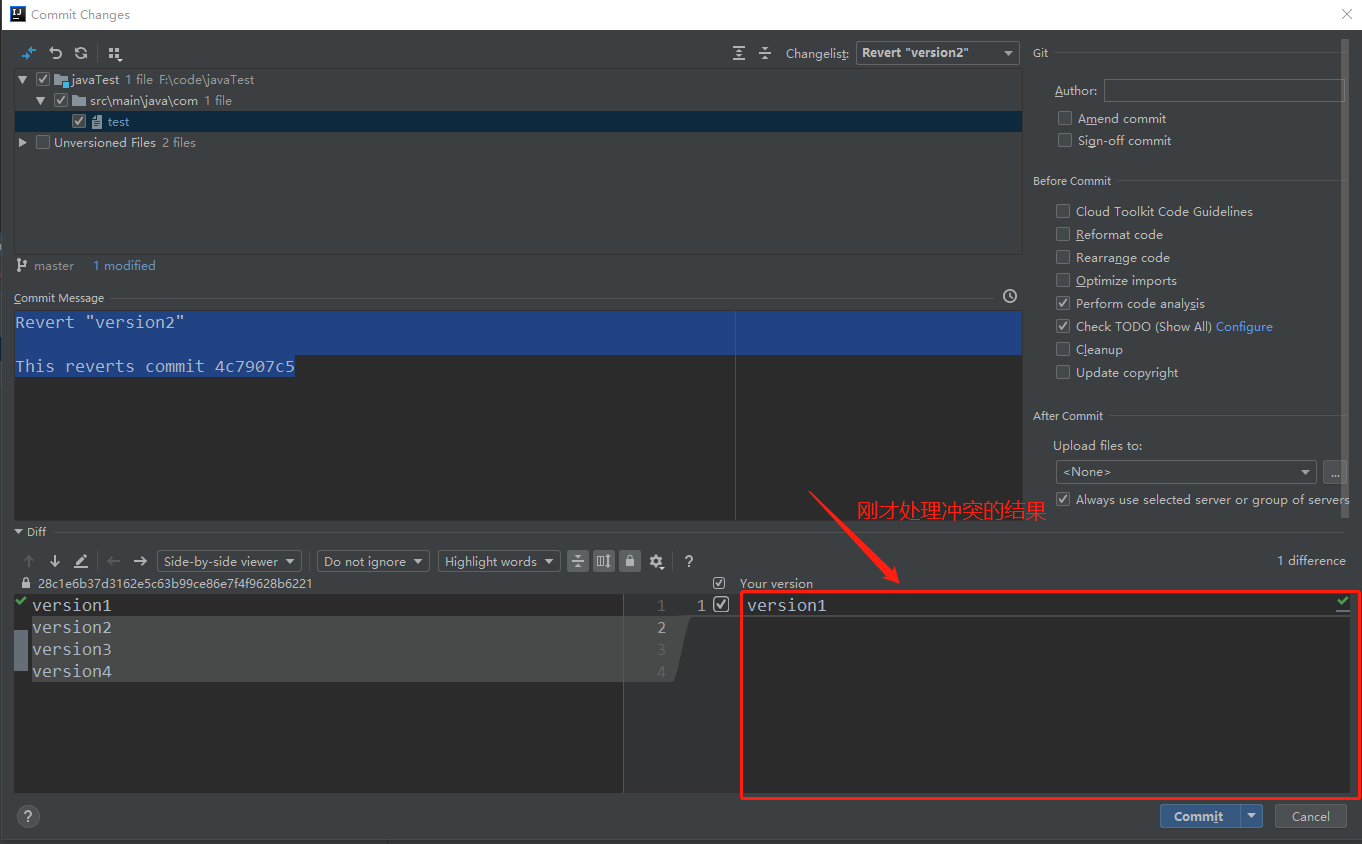 Commit Changes
Changelist: Revert "version2"
javaTest 1 file F:\code\javaTest
src\main\java\com 1 file
test
Unversioned Files 2 files
master 1 modified
Commit Message
Revert "version2"
This reverts commit 4c7907c5
Git
Author:
Amend commit
Sign-off commit
Before Commit
Cloud Toolkit Code Guidelines
Reformat code
Rearrange code
Optimize imports
Perform code analysis
Check TODO (Show All) Configure
Cleanup
Update copyright
After Commit
Upload files to:
<None>
...
Always use selected server or group of servers
刚才处理冲突的结果
Diff
Side-by-side viewer Do not ignore Highlight words ? 1 difference
28c1e6b37d3162e5c63b99ce86e7f4f9628b6221 Your version
version1 1 1 version1
version2 2
version3 3
version4 4
? Commit Cancel